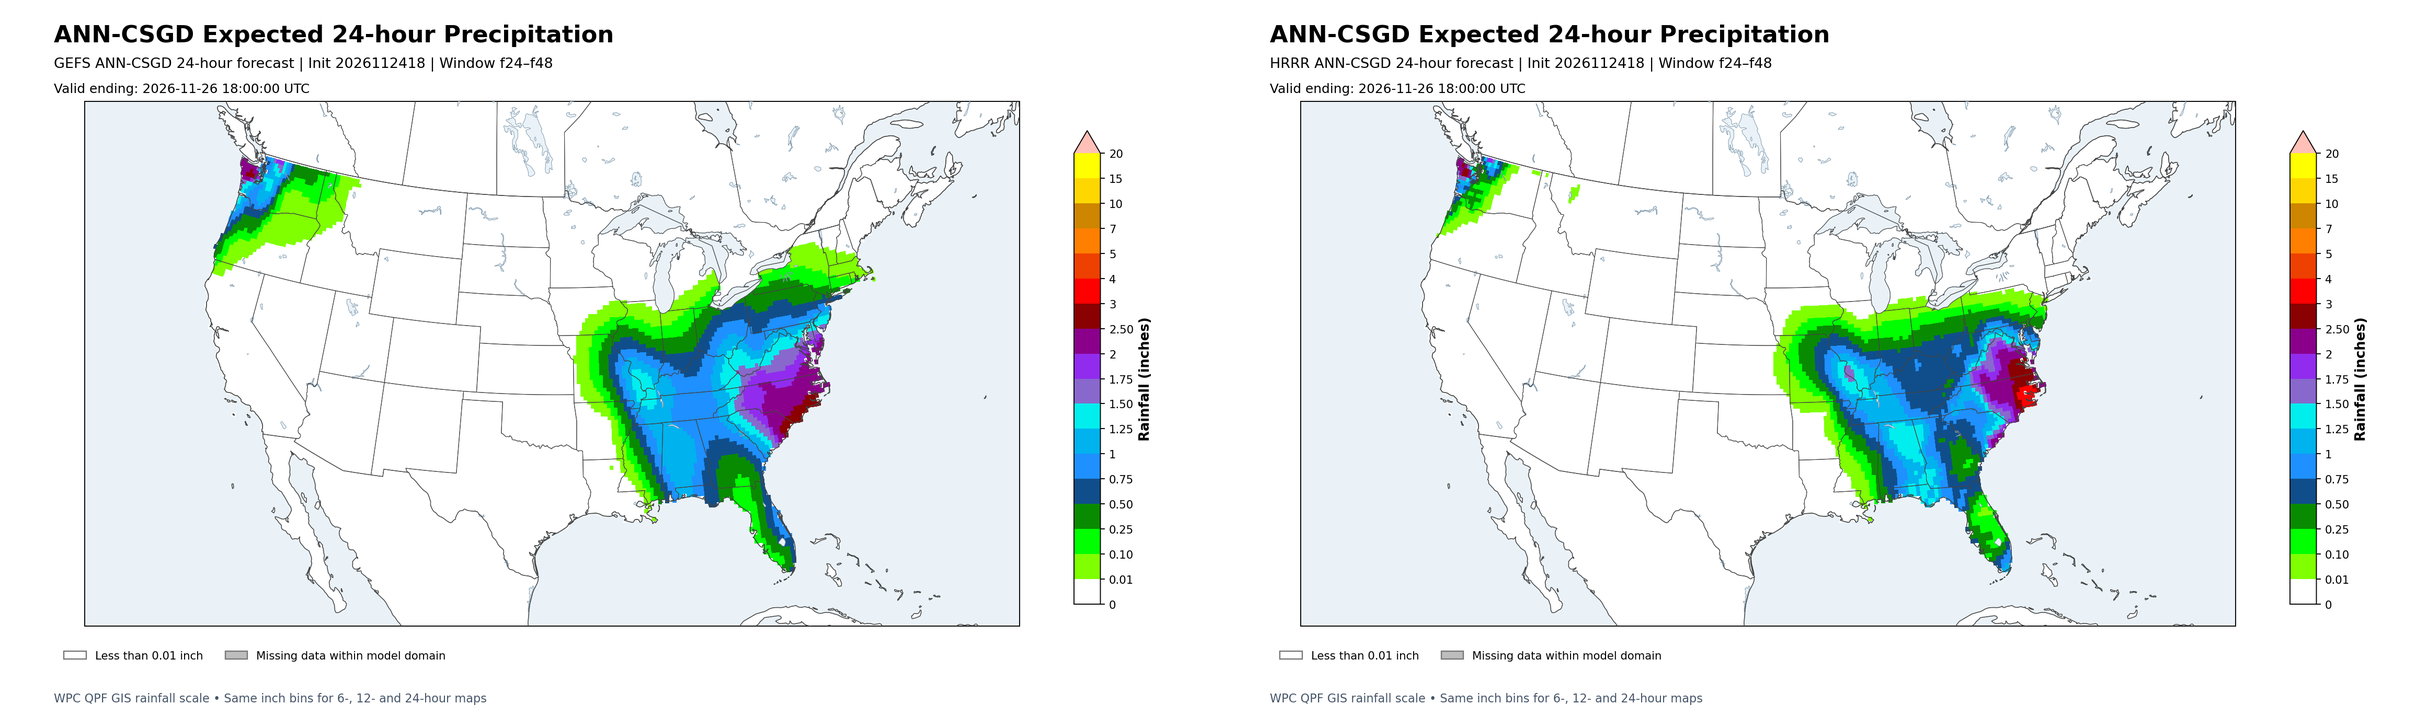 ANN-CSGD Expected 24-hour Precipitation
GEFS ANN-CSGD 24-hour forecast | Init 2026112418 | Window f24–f48
Valid ending: 2026-11-26 18:00:00 UTC
20
15
10
7
5
4
3
2.50
2
1.75
1.50
1.25
1
0.75
0.50
0.25
0.10
0.01
0
Rainfall (inches)
Less than 0.01 inch
Missing data within model domain
WPC QPF GIS rainfall scale • Same inch bins for 6-, 12- and 24-hour maps
ANN-CSGD Expected 24-hour Precipitation
HRRR ANN-CSGD 24-hour forecast | Init 2026112418 | Window f24–f48
Valid ending: 2026-11-26 18:00:00 UTC
20
15
10
7
5
4
3
2.50
2
1.75
1.50
1.25
1
0.75
0.50
0.25
0.10
0.01
0
Rainfall (inches)
Less than 0.01 inch
Missing data within model domain
WPC QPF GIS rainfall scale • Same inch bins for 6-, 12- and 24-hour maps